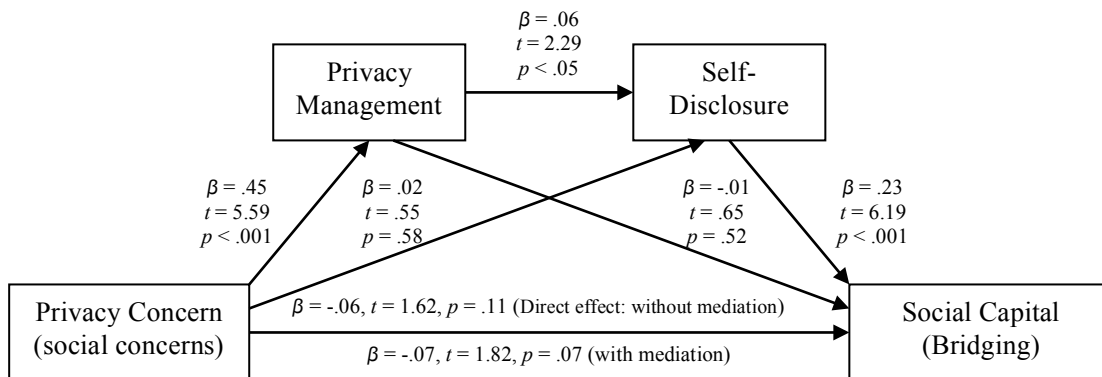 β = .06
t = 2.29
p < .05
Privacy
Management
Self-
Disclosure
β = .45
t = 5.59
p < .001
β = .02
t = .55
p = .58
β = -.01
t = .65
p = .52
β = .23
t = 6.19
p < .001
Privacy Concern
(social concerns)
β = -.06, t = 1.62, p = .11 (Direct effect: without mediation)
β = -.07, t = 1.82, p = .07 (with mediation)
Social Capital
(Bridging)